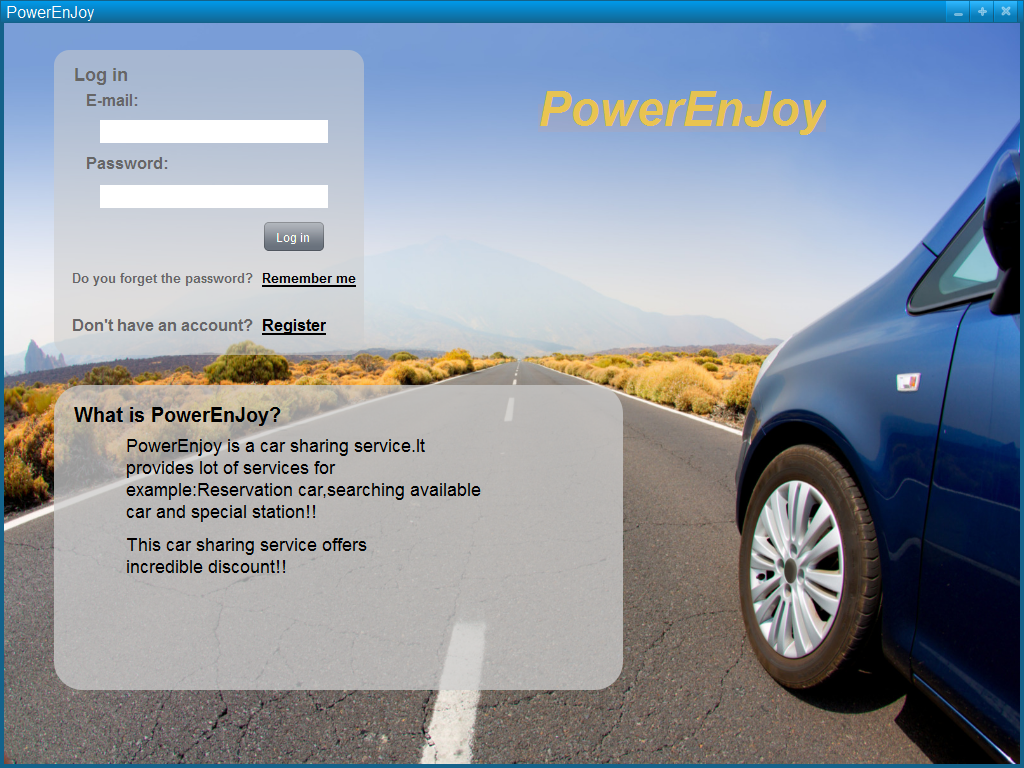 PowerEnJoy
Log in
E-mail:
Password:
Log in
Do you forget the password? Remember me
Don't have an account? Register
PowerEnJoy
What is PowerEnJoy?
PowerEnjoy is a car sharing service.It
provides lot of services for
example:Reservation car,searching available
car and special station!!
This car sharing service offers
incredible discount!!